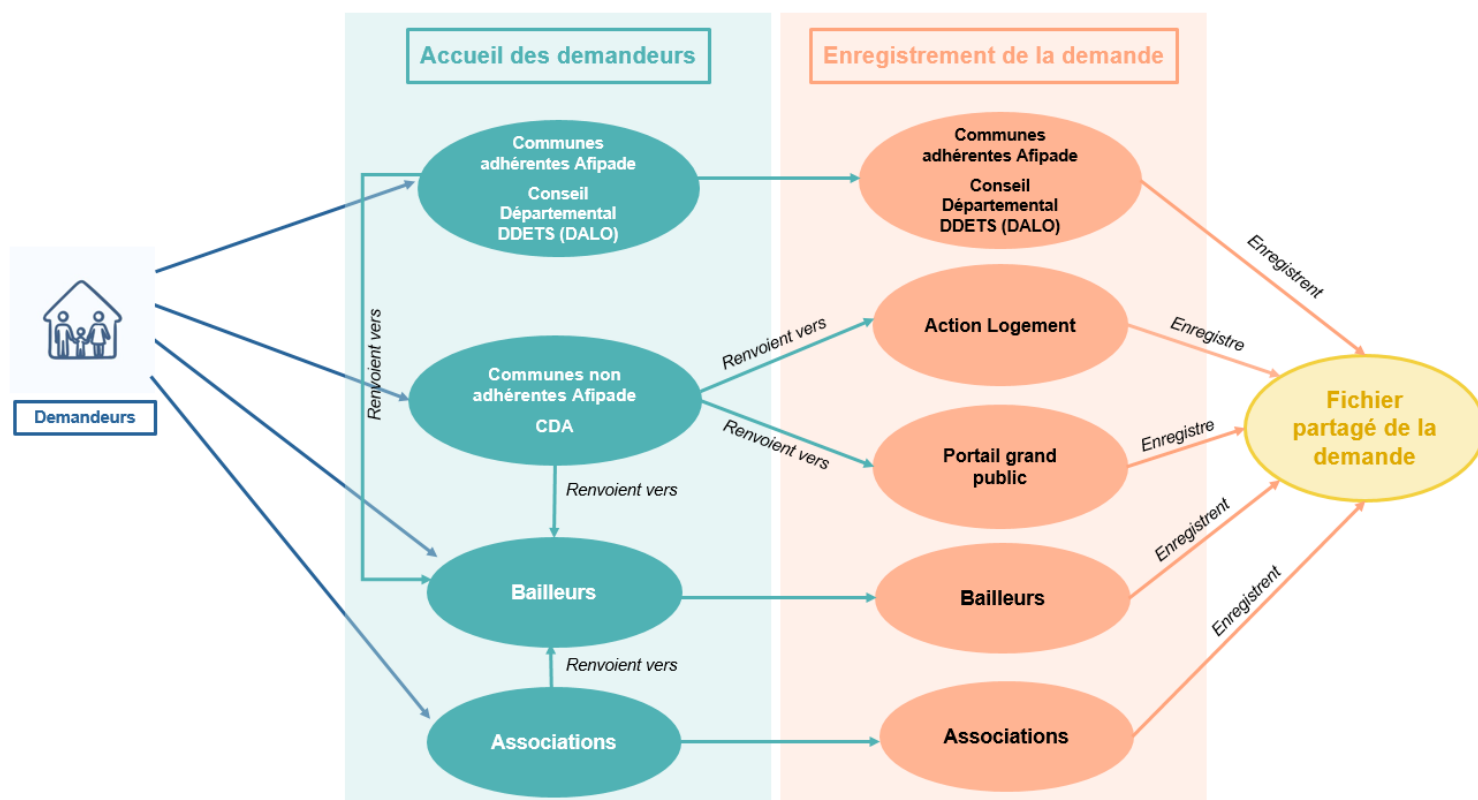 Accueil des demandeurs
Enregistrement de la demande
Communes
adhérentes Afipade
Conseil
Départemental
DDETS (DALO)
Communes
adhérentes Afipade
Conseil
Départemental
DDETS (DALO)
Enregistrent
Renvoient vers
Demandeurs
Communes non
adhérentes Afipade
CDA
Renvoient vers
Renvoient vers
Action Logement
Enregistre
Portail grand
public
Enregistre
Fichier
partagé de la
demande
Renvoient vers
Bailleurs
Bailleurs
Enregistrent
Renvoient vers
Associations
Associations
Enregistrent